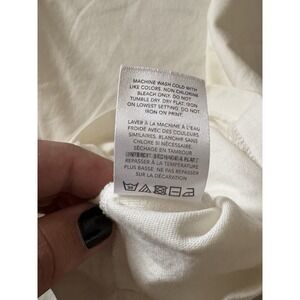 MACHINE WASH COLD WITH
LIKE COLORS. NON CHLORINE
BLEACH ONLY. DO NOT
TUMBLE DRY. DRY FLAT. IRON
ON LOWEST SETTING. DO NOT
IRON ON PRINT.
LAVER À LA MACHINE À L'EAU
FROIDE AVEC DES COULEURS
SIMILAIRES. BLANCHIR SANS
CHLORE SI NÉCESSAIRE.
SÉCHAGE EN TAMBOUR
INTERDIT. SÉCHAGE À PLAT.
REPASSER À LA TEMPÉRATURE
PLUS BASSE. NE PAS REPASSER
SUR LA DÉCORATION